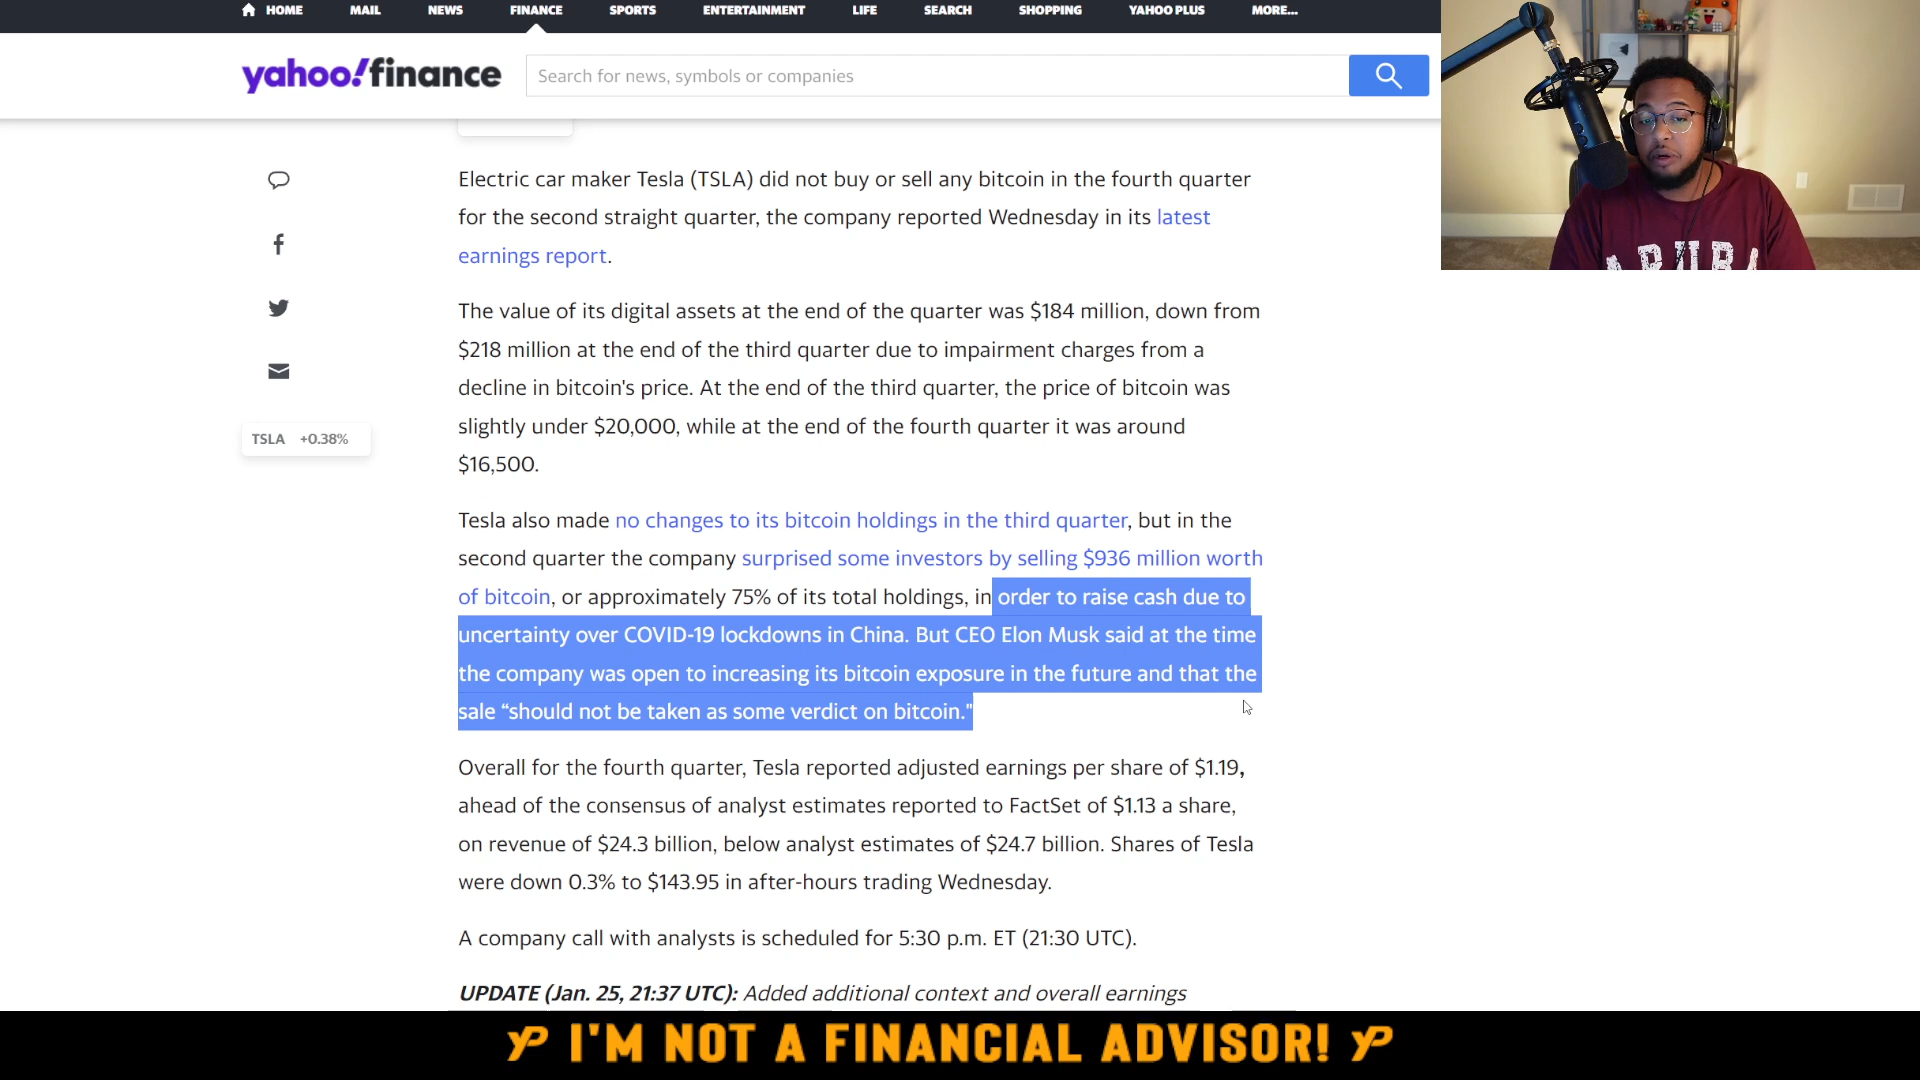 HOME MAIL NEWS FINANCE SPORTS ENTERTAINMENT LIFE SEARCH SHOPPING YAHOO PLUS MORE...
yahoo!finance
Search for news, symbols or companies
Electric car maker Tesla (TSLA) did not buy or sell any bitcoin in the fourth quarter
for the second straight quarter, the company reported Wednesday in its latest
earnings report.
The value of its digital assets at the end of the quarter was $184 million, down from
$218 million at the end of the third quarter due to impairment charges from a
decline in bitcoin's price. At the end of the third quarter, the price of bitcoin was
slightly under $20,000, while at the end of the fourth quarter it was around
$16,500.
TSLA +0.38%
Tesla also made no changes to its bitcoin holdings in the third quarter, but in the
second quarter the company surprised some investors by selling $936 million worth
of bitcoin, or approximately 75% of its total holdings, in order to raise cash due to
uncertainty over COVID-19 lockdowns in China. But CEO Elon Musk said at the time
the company was open to increasing its bitcoin exposure in the future and that the
sale “should not be taken as some verdict on bitcoin."
Overall for the fourth quarter, Tesla reported adjusted earnings per share of $1.19,
ahead of the consensus of analyst estimates reported to FactSet of $1.13 a share,
on revenue of $24.3 billion, below analyst estimates of $24.7 billion. Shares of Tesla
were down 0.3% to $143.95 in after-hours trading Wednesday.
A company call with analysts is scheduled for 5:30 p.m. ET (21:30 UTC).
UPDATE (Jan. 25, 21:37 UTC): Added additional context and overall earnings
YP I'M NOT A FINANCIAL ADVISOR! YP
ARUBA